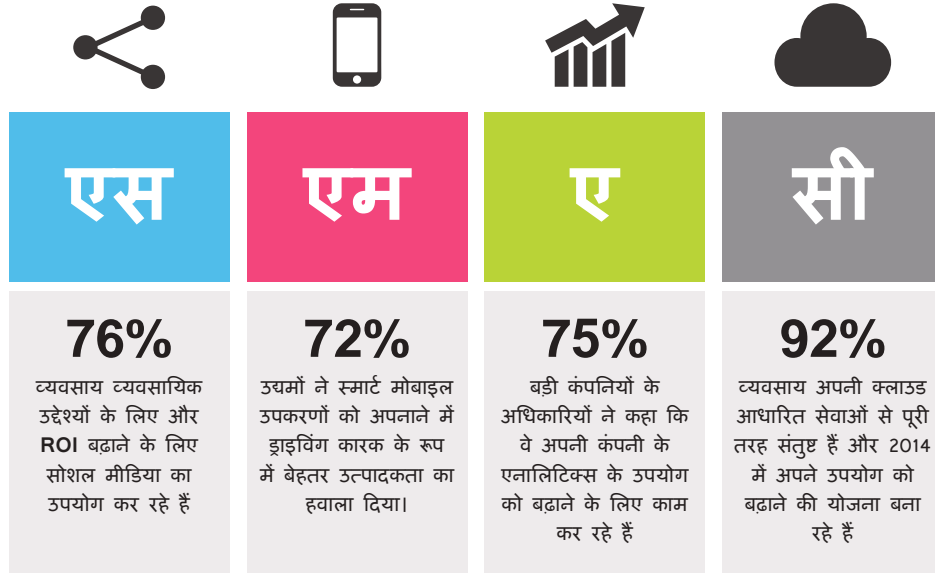 एस
एम
ए
सी
76%
व्यवसाय व्यवसायिक
उद्देश्यों के लिए और
ROI बढ़ाने के लिए
सोशल मीडिया का
उपयोग कर रहे हैं
72%
उद्यमों ने स्मार्ट मोबाइल
उपकरणों को अपनाने में
ड्राइविंग कारक के रूप
में बेहतर उत्पादकता का
हवाला दिया।
75%
बड़ी कंपनियों के
अधिकारियों ने कहा कि
वे अपनी कंपनी के
एनालिटिक्स के उपयोग
को बढ़ाने के लिए काम
कर रहे हैं
92%
व्यवसाय अपनी क्लाउड
आधारित सेवाओं से पूरी
तरह संतुष्ट हैं और 2014
में अपने उपयोग को
बढ़ाने की योजना बना
रहे हैं